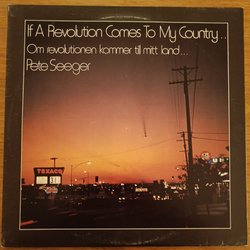 If A Revolution Comes To My Country...
Om revolutionen kommer till mitt land...
Pete Seeger
TEXACO